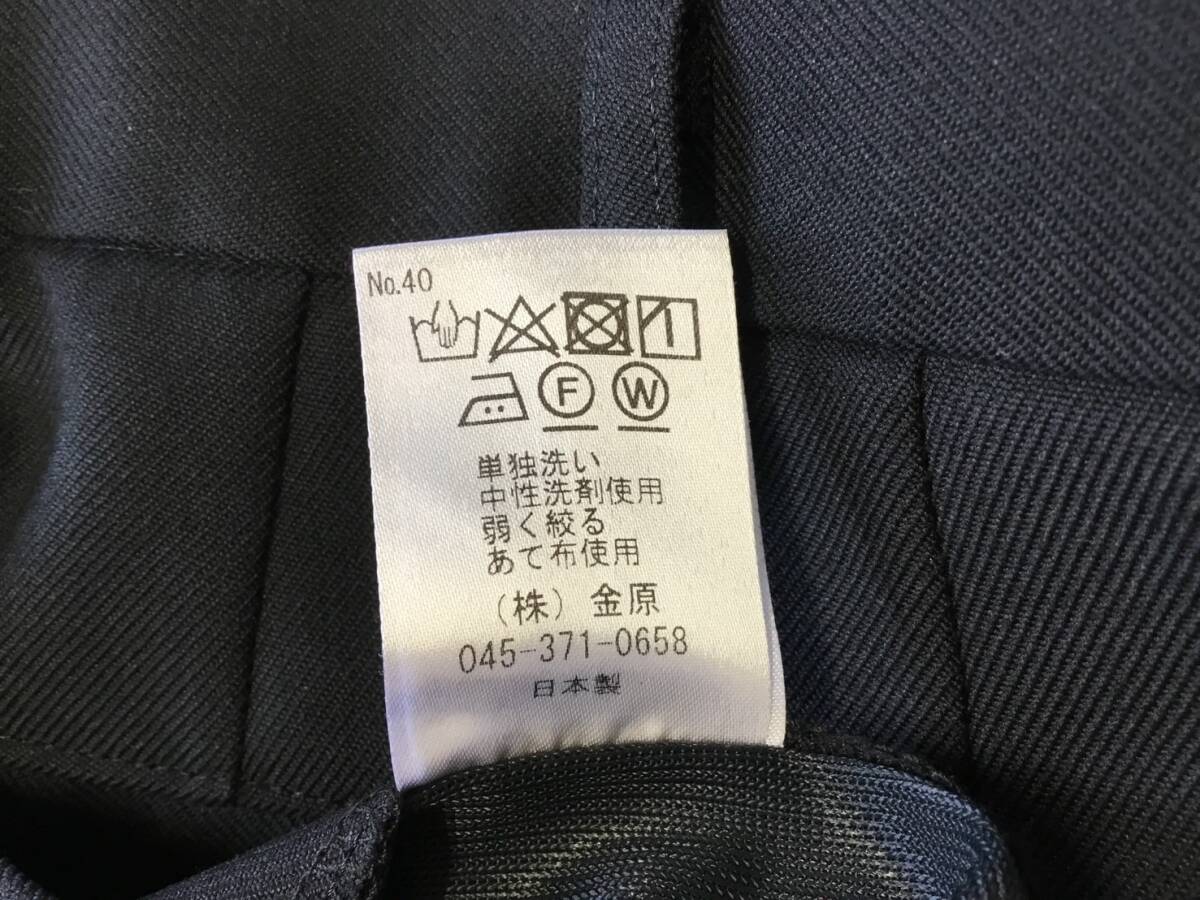 No.40
F W
単独洗い
中性洗剤使用
弱く絞る
あて布使用
（株）金原
045-371-0658
日本製